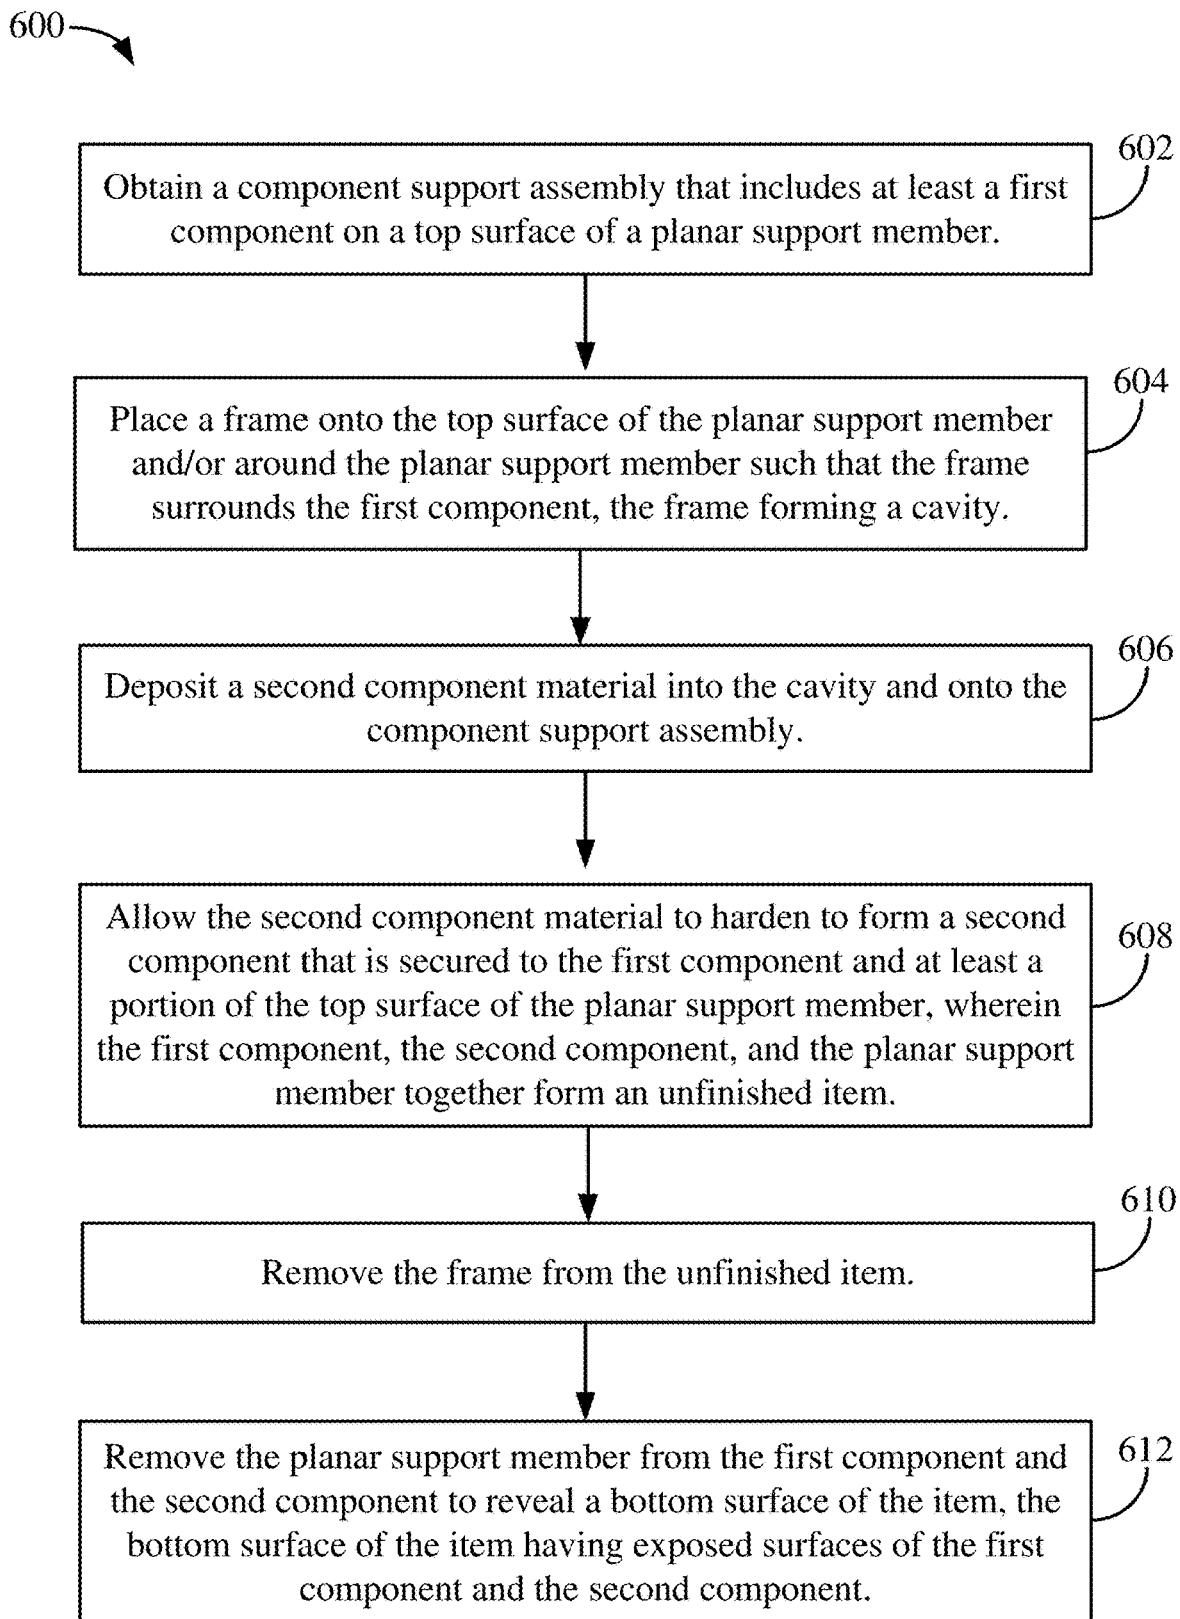 600
602
Obtain a component support assembly that includes at least a first
component on a top surface of a planar support member.
604
Place a frame onto the top surface of the planar support member
and/or around the planar support member such that the frame
surrounds the first component, the frame forming a cavity.
606
Deposit a second component material into the cavity and onto the
component support assembly.
608
Allow the second component material to harden to form a second
component that is secured to the first component and at least a
portion of the top surface of the planar support member, wherein
the first component, the second component, and the planar support
member together form an unfinished item.
610
Remove the frame from the unfinished item.
612
Remove the planar support member from the first component and
the second component to reveal a bottom surface of the item, the
bottom surface of the item having exposed surfaces of the first
component and the second component.